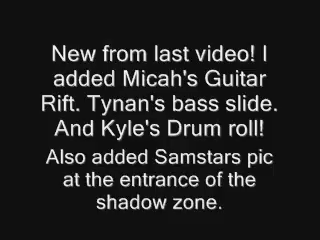 New from last video! I
added Micah's Guitar
Rift. Tynan's bass slide.
And Kyle's Drum roll!
Also added Samstars pic
at the entrance of the
shadow zone.